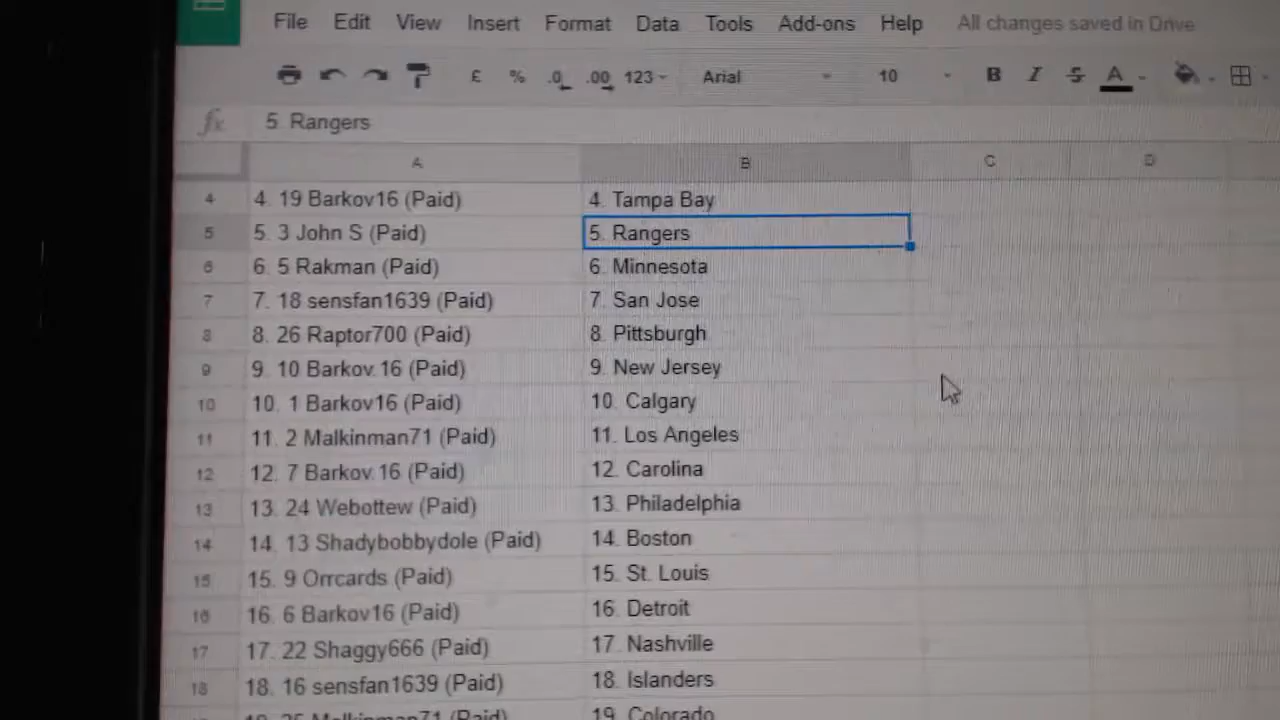 File Edit View Insert Format Data Tools Add-ons Help All changes saved in Drive
£ % .0 .00 123 Arial 10 B I S A
fx 5. Rangers
A B C D
4 4. 19 Barkov16 (Paid) 4. Tampa Bay
5 5. 3 John S (Paid) 5. Rangers
6 6. 5 Rakman (Paid) 6. Minnesota
7 7. 18 sensfan1639 (Paid) 7. San Jose
8 8. 26 Raptor700 (Paid) 8. Pittsburgh
9 9. 10 Barkov.16 (Paid) 9. New Jersey
10 10. 1 Barkov16 (Paid) 10. Calgary
11 11. 2 Malkinman71 (Paid) 11. Los Angeles
12 12. 7 Barkov.16 (Paid) 12. Carolina
13 13. 24 Webottew (Paid) 13. Philadelphia
14 14. 13 Shadybobbydole (Paid) 14. Boston
15 15. 9 Orrcards (Paid) 15. St. Louis
16 16. 6 Barkov16 (Paid) 16. Detroit
17 17. 22 Shaggy666 (Paid) 17. Nashville
18 18. 16 sensfan1639 (Paid) 18. Islanders
19. 25 Malkinman71 (Paid) 19. Colorado